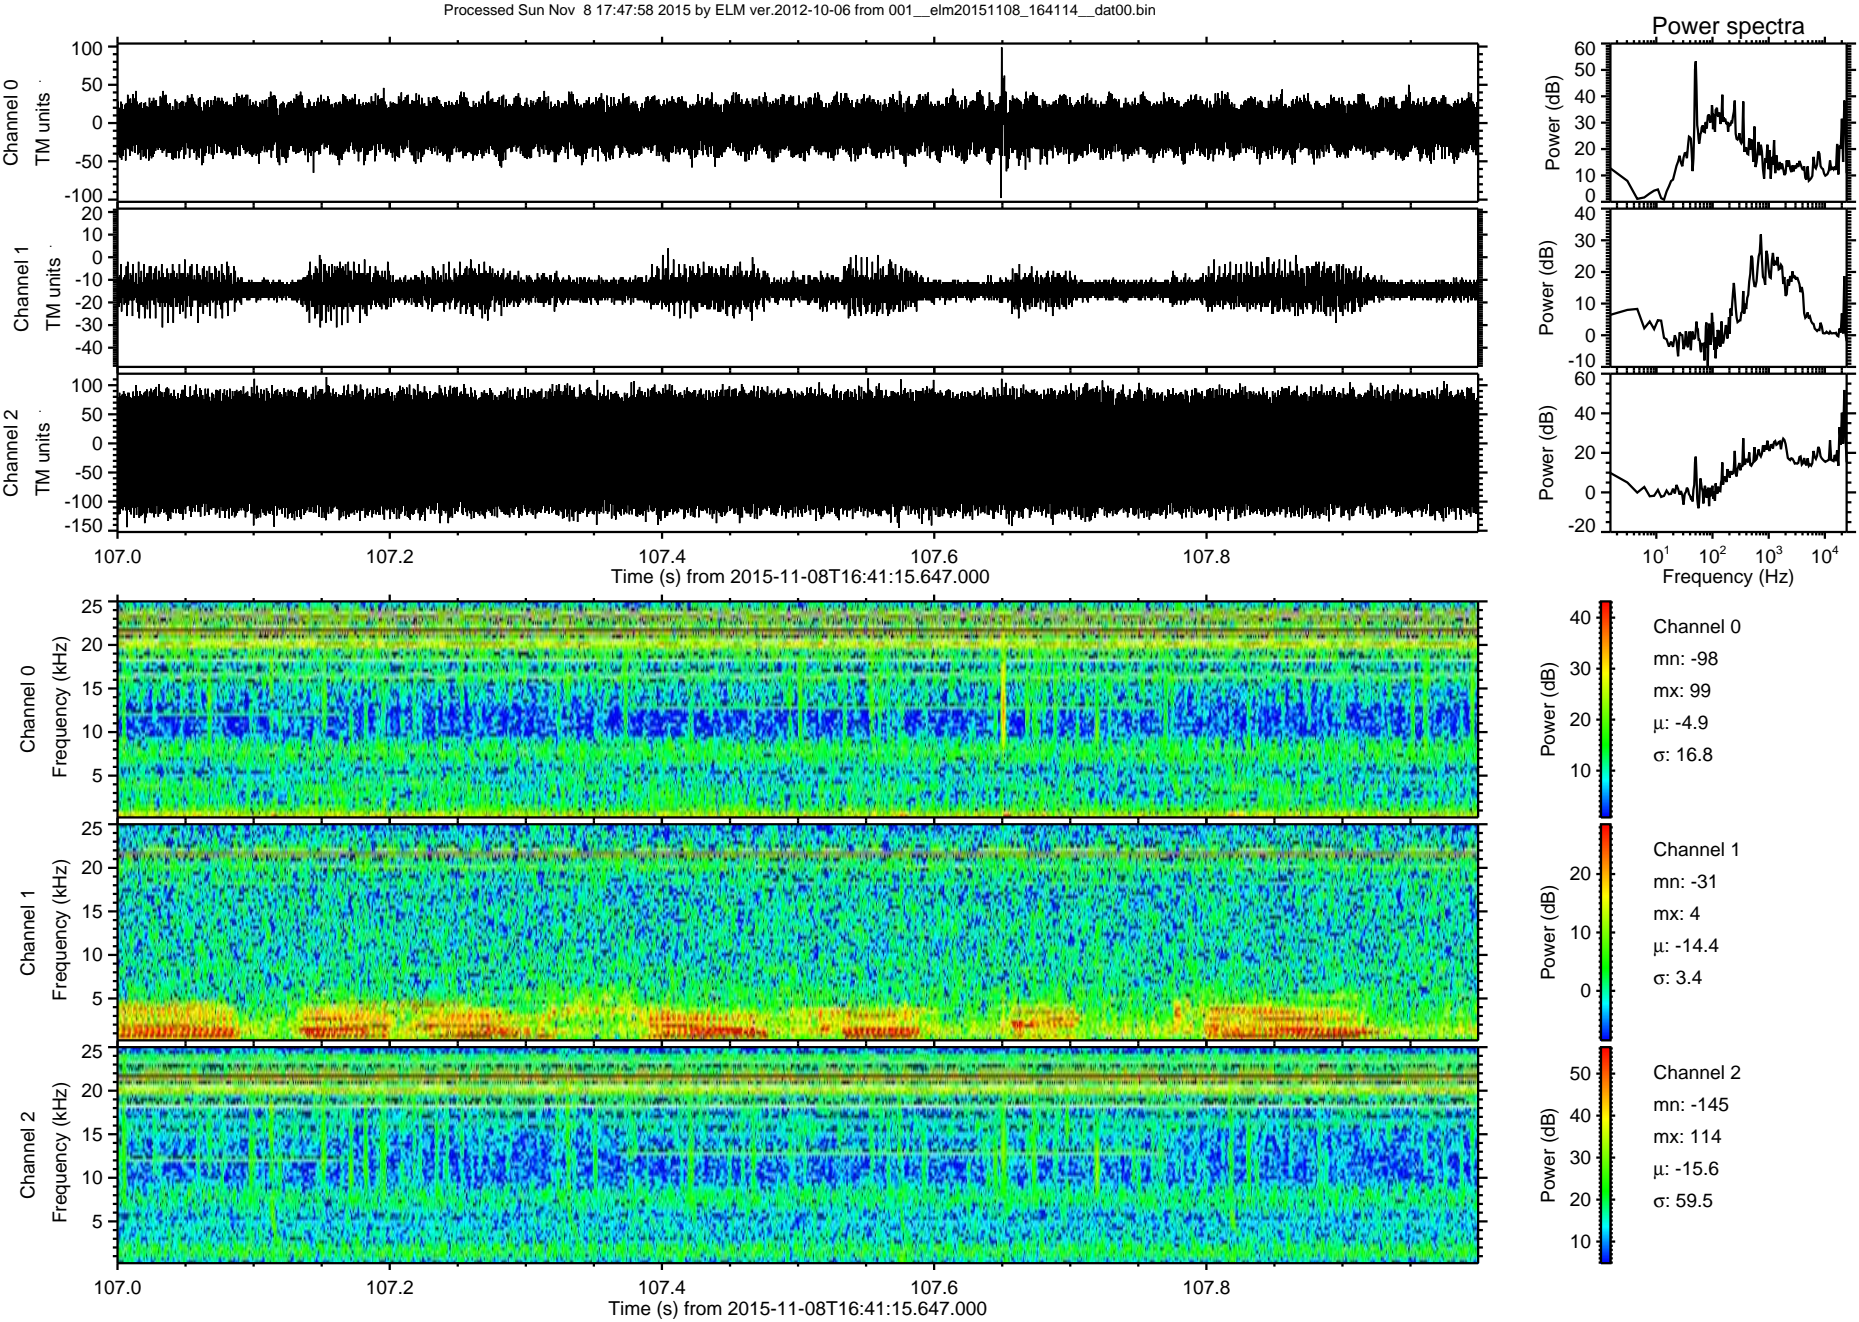 Processed Sun Nov  8 17:47:58 2015 by ELM ver.2012-10-06 from 001__elm20151108_164114__dat00.bin
Power spectra
Channel 0
TM units
100
50
0
-50
-100
Power (dB)
60
50
40
30
20
10
0
Channel 1
TM units
20
10
0
-10
-20
-30
-40
Power (dB)
40
30
20
10
0
-10
Channel 2
TM units
100
50
0
-50
-100
-150
Power (dB)
60
40
20
0
-20
107.0 107.2 107.4 107.6 107.8
Time (s) from 2015-11-08T16:41:15.647.000
10^1 10^2 10^3 10^4
Frequency (Hz)
Channel 0
Frequency (kHz)
25
20
15
10
5
Power (dB)
40
30
20
10
Channel 0
mn: -98
mx: 99
μ: -4.9
σ: 16.8
Channel 1
Frequency (kHz)
25
20
15
10
5
Power (dB)
20
10
0
Channel 1
mn: -31
mx: 4
μ: -14.4
σ: 3.4
Channel 2
Frequency (kHz)
25
20
15
10
5
Power (dB)
50
40
30
20
10
Channel 2
mn: -145
mx: 114
μ: -15.6
σ: 59.5
107.0 107.2 107.4 107.6 107.8
Time (s) from 2015-11-08T16:41:15.647.000